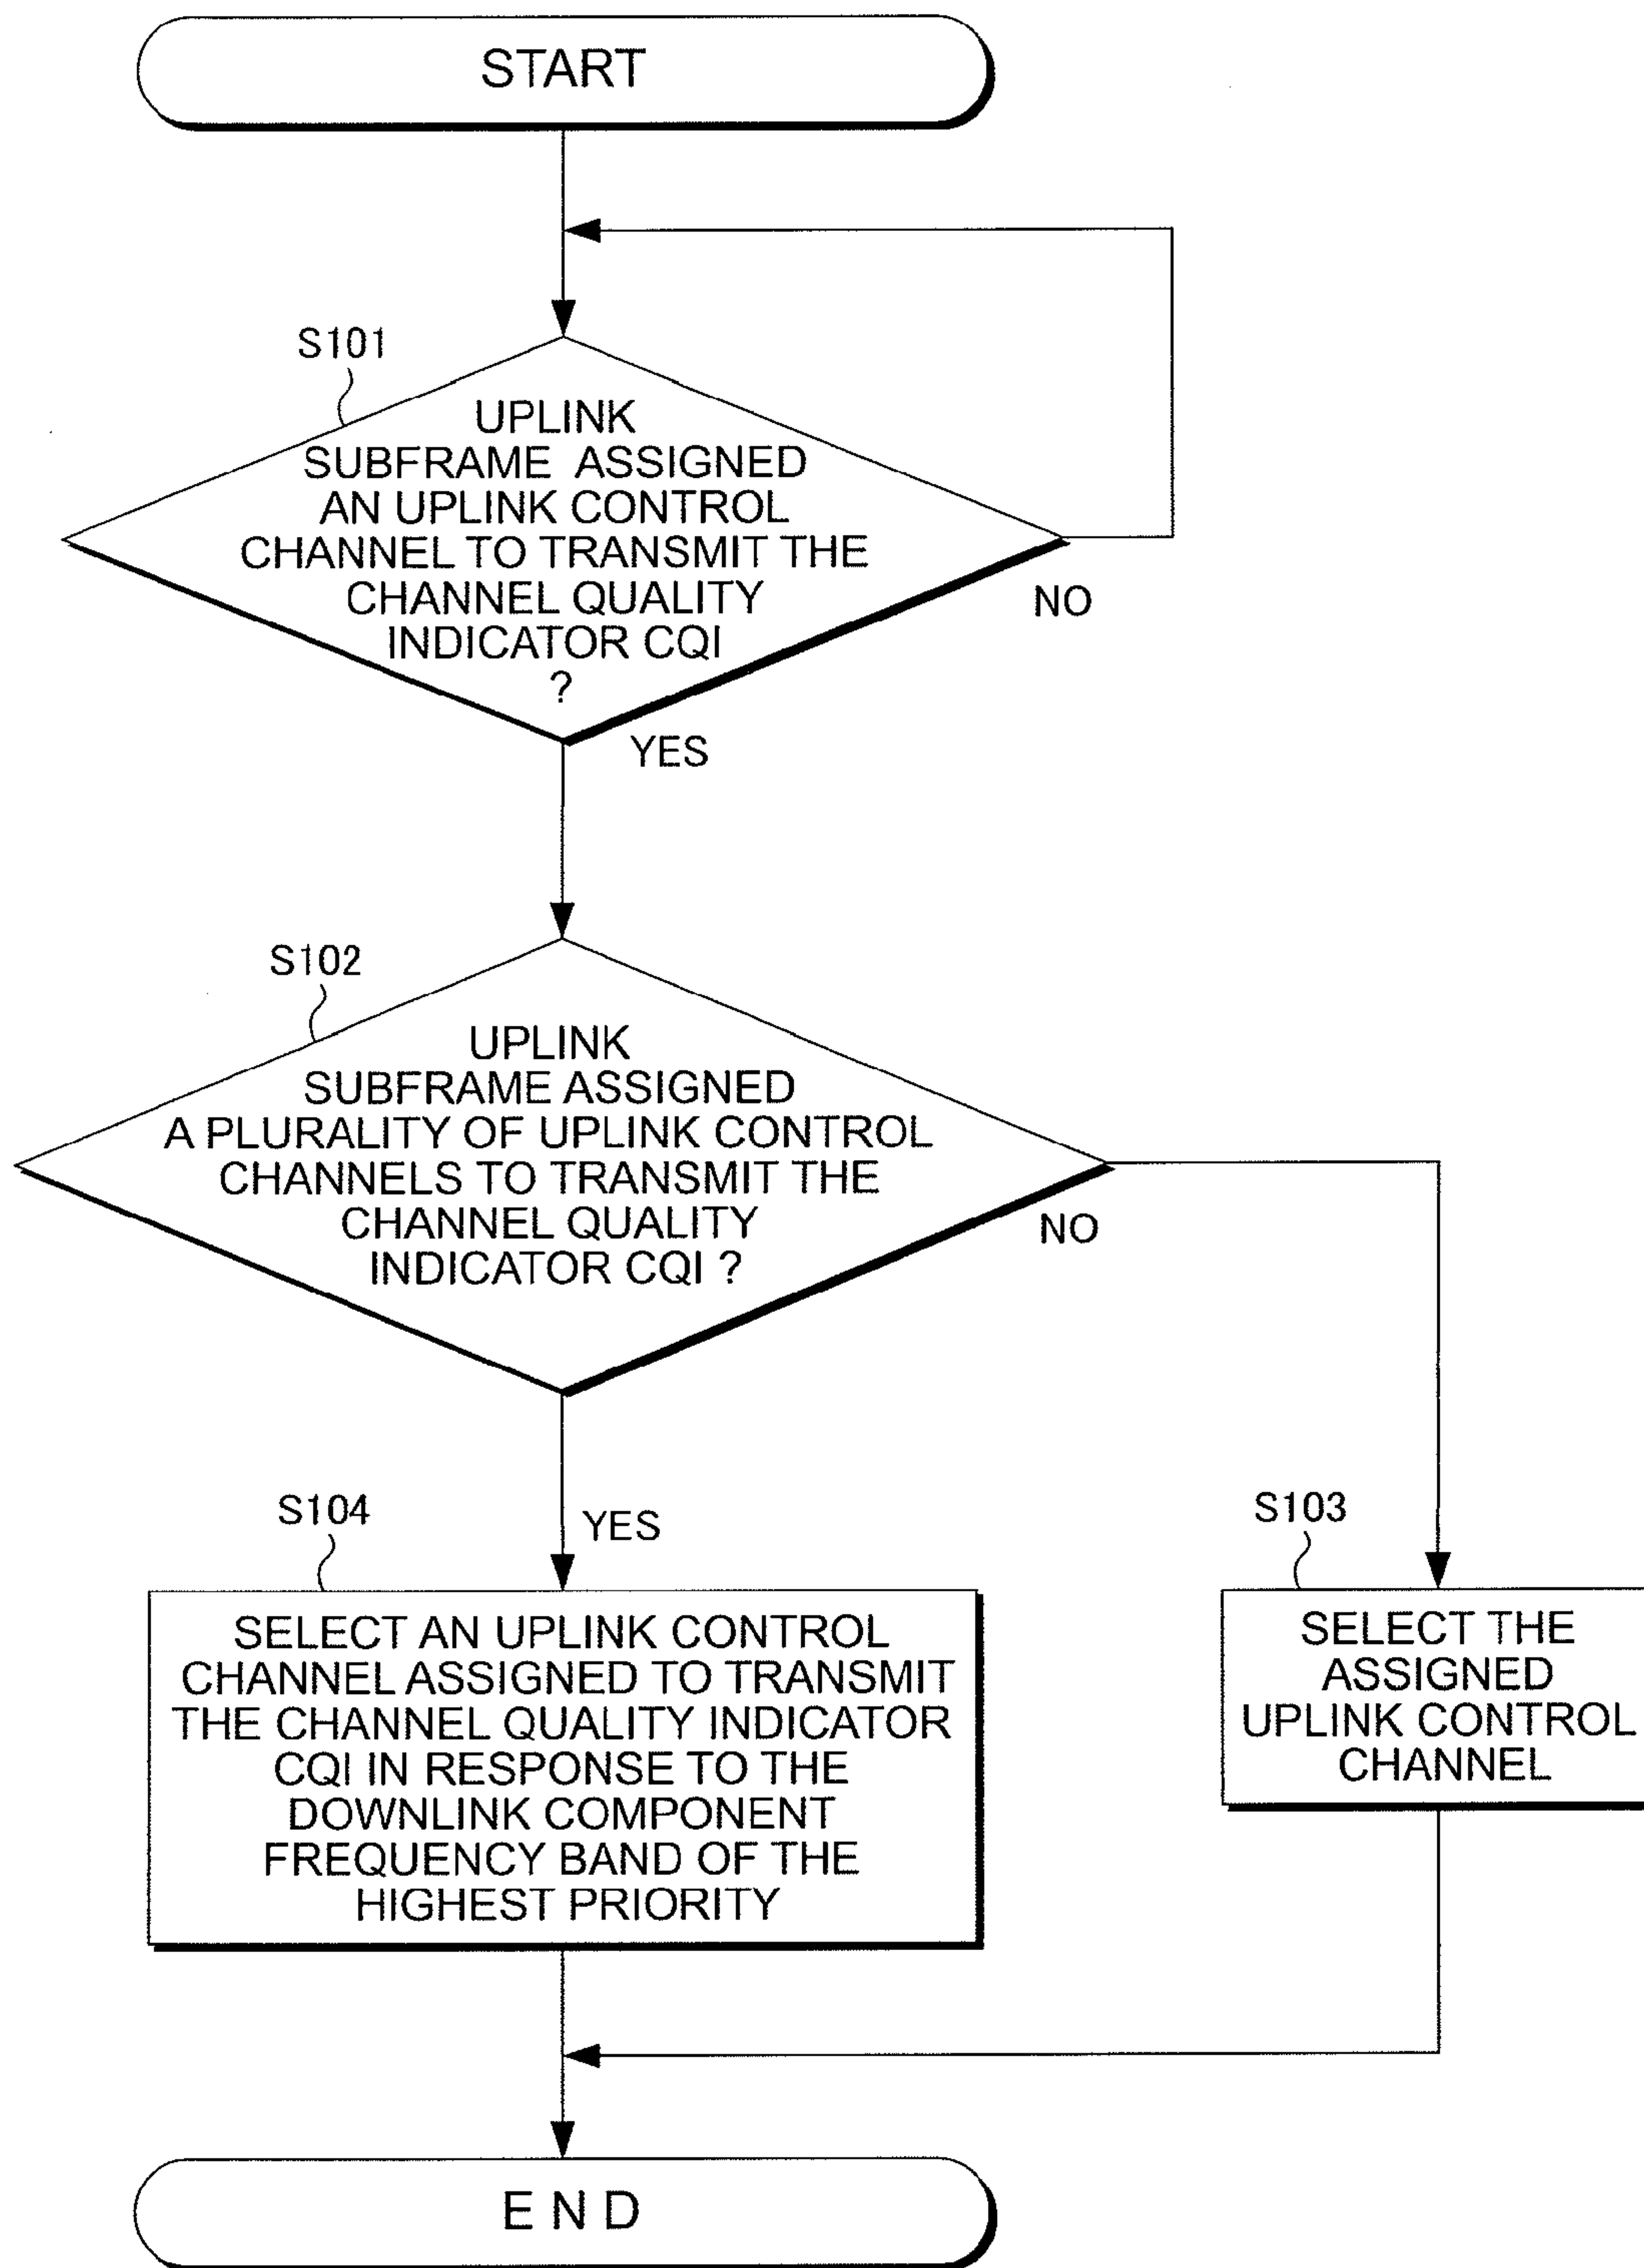 START
S101
UPLINK
SUBFRAME ASSIGNED
AN UPLINK CONTROL
CHANNEL TO TRANSMIT THE
CHANNEL QUALITY
INDICATOR CQI
?
NO
YES
S102
UPLINK
SUBFRAME ASSIGNED
A PLURALITY OF UPLINK CONTROL
CHANNELS TO TRANSMIT THE
CHANNEL QUALITY
INDICATOR CQI ?
NO
YES
S104
SELECT AN UPLINK CONTROL
CHANNEL ASSIGNED TO TRANSMIT
THE CHANNEL QUALITY INDICATOR
CQI IN RESPONSE TO THE
DOWNLINK COMPONENT
FREQUENCY BAND OF THE
HIGHEST PRIORITY
S103
SELECT THE
ASSIGNED
UPLINK CONTROL
CHANNEL
END